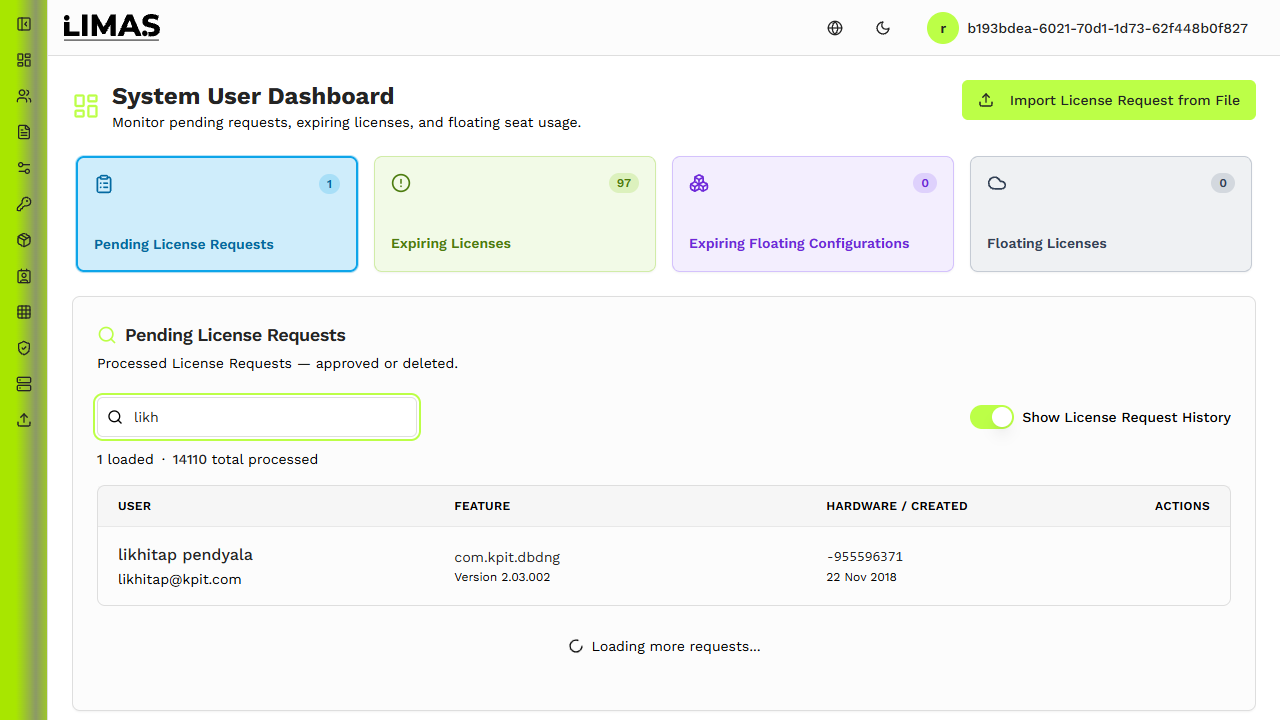 LIMAS
r
b193bdea-6021-70d1-1d73-62f448b0f827
System User Dashboard
Monitor pending requests, expiring licenses, and floating seat usage.
Import License Request from File
1
Pending License Requests
97
Expiring Licenses
0
Expiring Floating Configurations
0
Floating Licenses
Pending License Requests
Processed License Requests — approved or deleted.
likh
Show License Request History
1 loaded · 14110 total processed
USER FEATURE HARDWARE / CREATED ACTIONS
likhitap pendyala com.kpit.dbdng -955596371
likhitap@kpit.com Version 2.03.002 22 Nov 2018
Loading more requests...